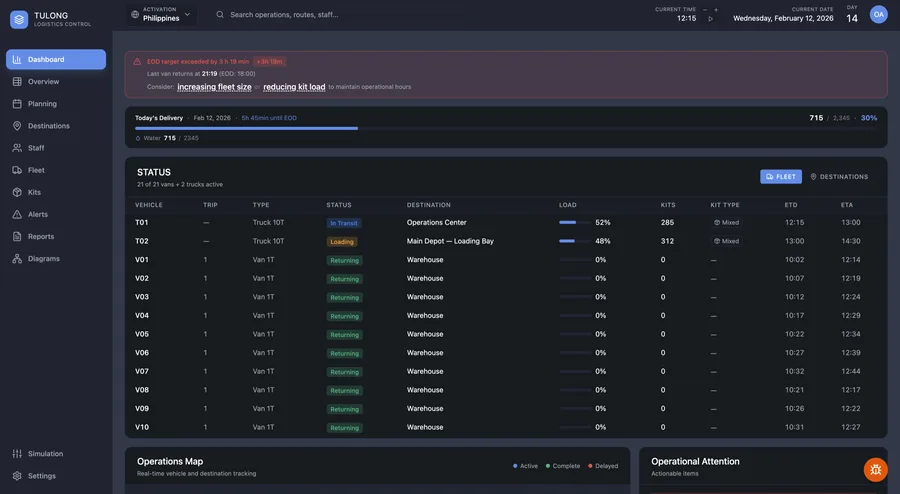 TULONG
LOGISTICS CONTROL
ACTIVATION
Philippines
Search operations, routes, staff...
CURRENT TIME
12:15
CURRENT DATE
Wednesday, February 12, 2026
DAY
14
OA
Dashboard
Overview
Planning
Destinations
Staff
Fleet
Kits
Alerts
Reports
Diagrams
Simulation
Settings
EOD target exceeded by 3 h 19 min +3h 19m
Last van returns at 21:19 (EOD: 18:00)
Consider: increasing fleet size or reducing kit load to maintain operational hours
Today's Delivery · Feb 12, 2026 · 5h 45min until EOD 715 / 2,345 · 30%
Water 715 / 2345
STATUS
21 of 21 vans + 2 trucks active
FLEET DESTINATIONS
VEHICLE TRIP TYPE STATUS DESTINATION LOAD KITS KIT TYPE ETD ETA
T01 — Truck 10T In Transit Operations Center 52% 285 Mixed 12:15 13:00
T02 — Truck 10T Loading Main Depot — Loading Bay 48% 312 Mixed 13:00 14:30
V01 1 Van 1T Returning Warehouse 0% 0 — 10:02 12:14
V02 1 Van 1T Returning Warehouse 0% 0 — 10:07 12:19
V03 1 Van 1T Returning Warehouse 0% 0 — 10:12 12:24
V04 1 Van 1T Returning Warehouse 0% 0 — 10:17 12:29
V05 1 Van 1T Returning Warehouse 0% 0 — 10:22 12:34
V06 1 Van 1T Returning Warehouse 0% 0 — 10:27 12:39
V07 1 Van 1T Returning Warehouse 0% 0 — 10:32 12:44
V08 1 Van 1T Returning Warehouse 0% 0 — 10:21 12:17
V09 1 Van 1T Returning Warehouse 0% 0 — 10:26 12:22
V10 1 Van 1T Returning Warehouse 0% 0 — 10:31 12:27
Operations Map
Real-time vehicle and destination tracking
Active Complete Delayed
Operational Attention
Actionable items